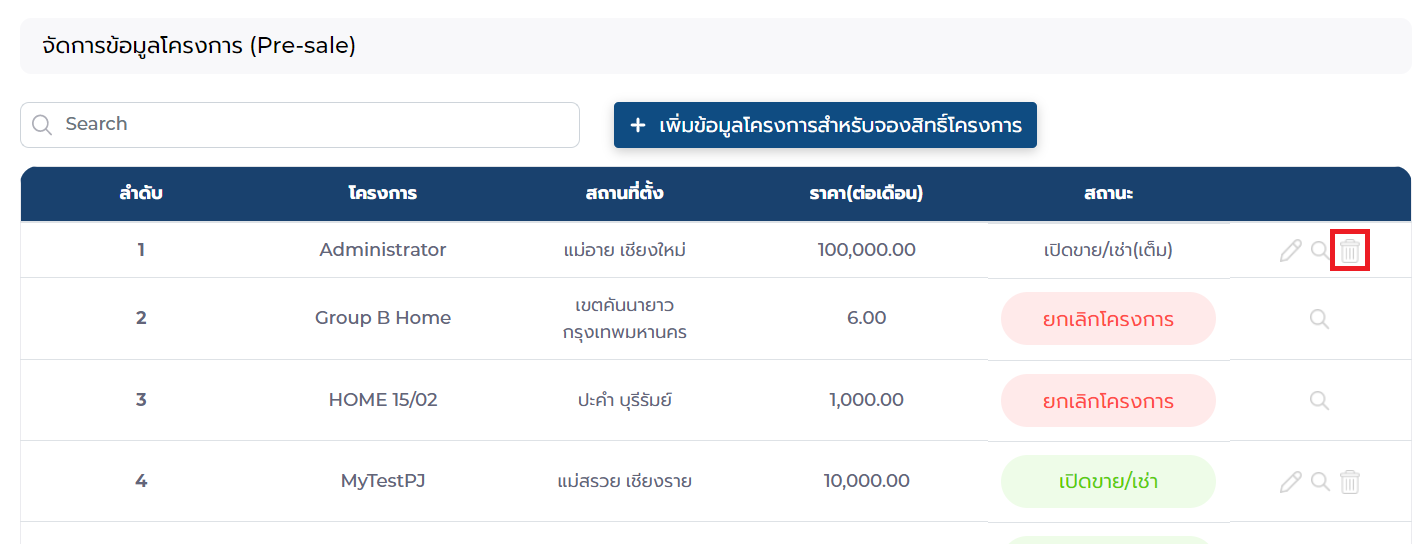 จัดการข้อมูลโครงการ (Pre-sale)
Search
+ เพิ่มข้อมูลโครงการสำหรับจองสิทธิ์โครงการ
ลำดับ โครงการ สถานที่ตั้ง ราคา(ต่อเดือน) สถานะ
1 Administrator แม่อาย เชียงใหม่ 100,000.00 เปิดขาย/เช่า(เต็ม)
2 Group B Home เขตคันนายาว กรุงเทพมหานคร 6.00 ยกเลิกโครงการ
3 HOME 15/02 ปะคำ บุรีรัมย์ 1,000.00 ยกเลิกโครงการ
4 MyTestPJ แม่สรวย เชียงราย 10,000.00 เปิดขาย/เช่า